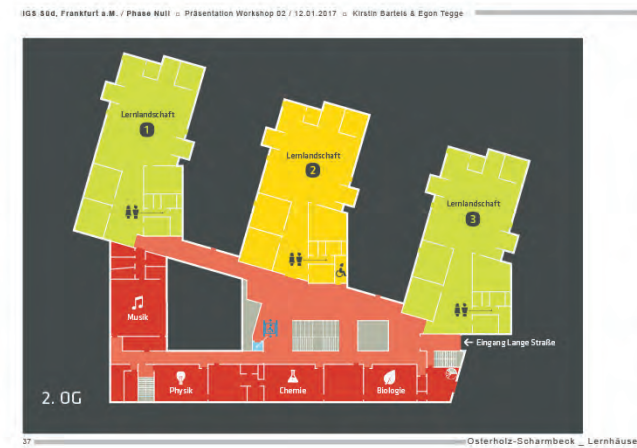 IGS Süd, Frankfurt a.M. / Phase Null :: Präsentation Workshop 02 / 12.01.2017 :: Kirstin Bartels & Egon Tegge
Lernlandschaft
1
Lernlandschaft
2
Lernlandschaft
3
Musik
← Eingang Lange Straße
Physik
Chemie
Biologie
2. OG
37
Osterholz-Scharmbeck _ Lernhäuse